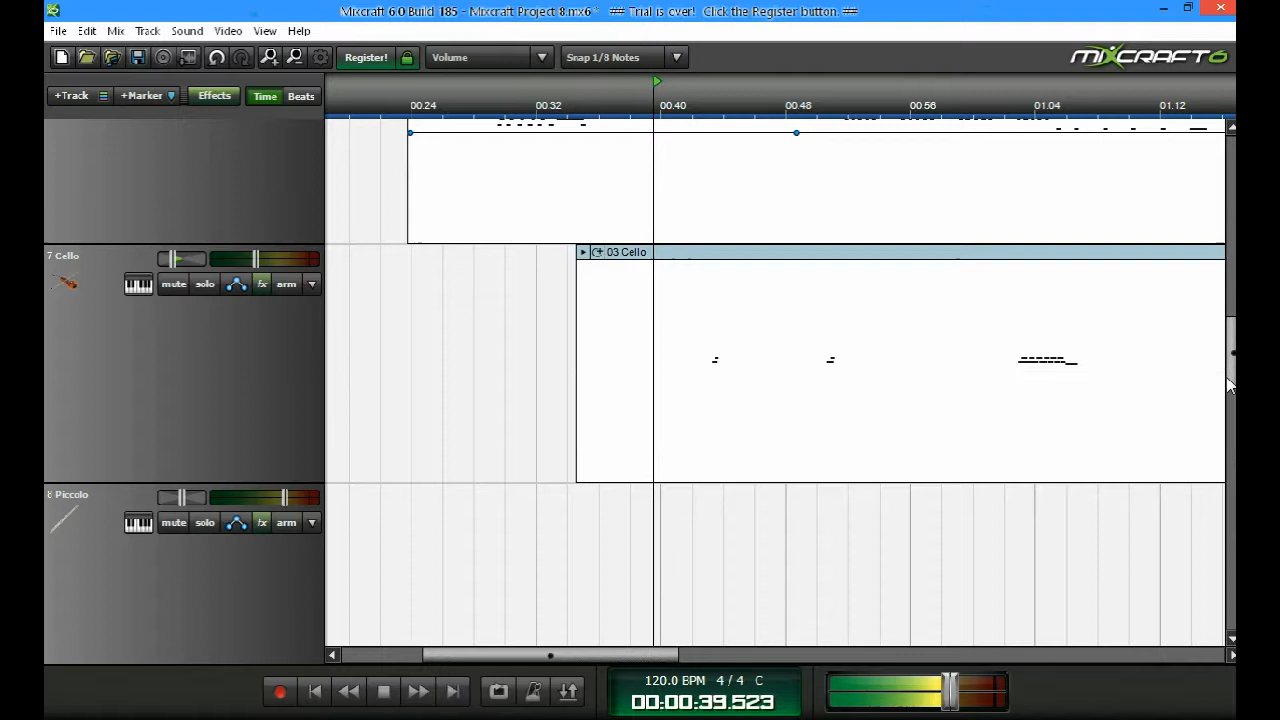 Mixcraft 6.0 Build 185 - Mixcraft Project 8.mx6* == Trial is over! Click the Register button. ==
File Edit Mix Track Sound Video View Help
Register! Volume Snap 1/8 Notes MIXCRAFT 6
+Track +Marker Effects Time Beats
00.24 00.32 00.40 00.48 00.56 01.04 01.12
7 Cello
03 Cello
mute solo fx arm
8 Piccolo
mute solo fx arm
120.0 BPM 4 / 4 C
00:00:39.523